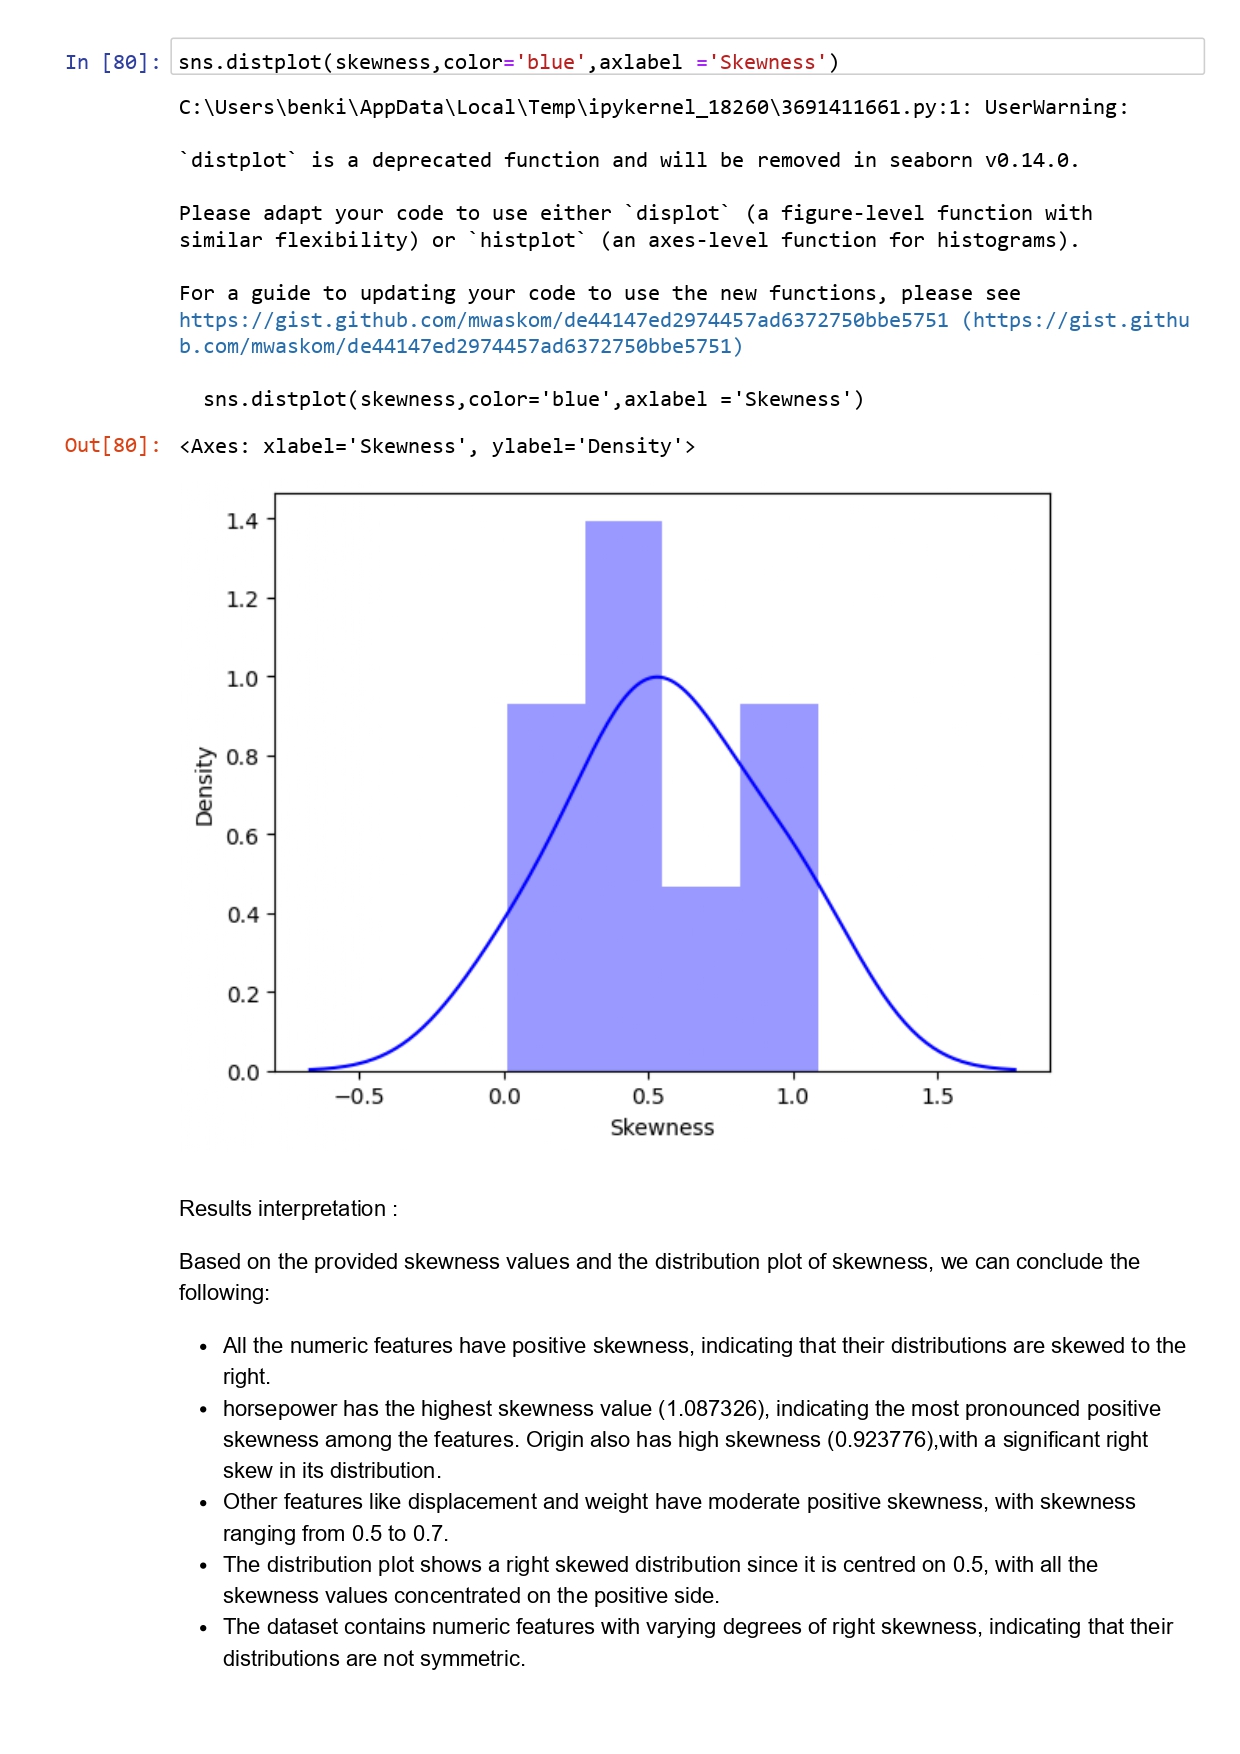 In [80]: sns.distplot(skewness,color='blue',axlabel ='Skewness')
C:\Users\benki\AppData\Local\Temp\ipykernel_18260\3691411661.py:1: UserWarning:
`distplot` is a deprecated function and will be removed in seaborn v0.14.0.
Please adapt your code to use either `displot` (a figure-level function with
similar flexibility) or `histplot` (an axes-level function for histograms).
For a guide to updating your code to use the new functions, please see
https://gist.github.com/mwaskom/de44147ed2974457ad6372750bbe5751 (https://gist.githu
b.com/mwaskom/de44147ed2974457ad6372750bbe5751)
sns.distplot(skewness,color='blue',axlabel ='Skewness')
Out[80]: <Axes: xlabel='Skewness', ylabel='Density'>
1.4
1.2
1.0
0.8
0.6
0.4
0.2
0.0
Density
−0.5 0.0 0.5 1.0 1.5
Skewness
Results interpretation :
Based on the provided skewness values and the distribution plot of skewness, we can conclude the
following:
• All the numeric features have positive skewness, indicating that their distributions are skewed to the
right.
• horsepower has the highest skewness value (1.087326), indicating the most pronounced positive
skewness among the features. Origin also has high skewness (0.923776),with a significant right
skew in its distribution.
• Other features like displacement and weight have moderate positive skewness, with skewness
ranging from 0.5 to 0.7.
• The distribution plot shows a right skewed distribution since it is centred on 0.5, with all the
skewness values concentrated on the positive side.
• The dataset contains numeric features with varying degrees of right skewness, indicating that their
distributions are not symmetric.